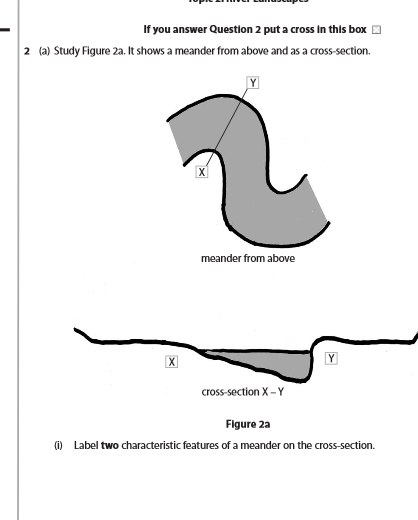 Topic 2: River Landscapes
If you answer Question 2 put a cross in this box ☒
2 (a) Study Figure 2a. It shows a meander from above and as a cross-section.
Y
X
meander from above
X
Y
cross-section X – Y
Figure 2a
(i) Label two characteristic features of a meander on the cross-section.